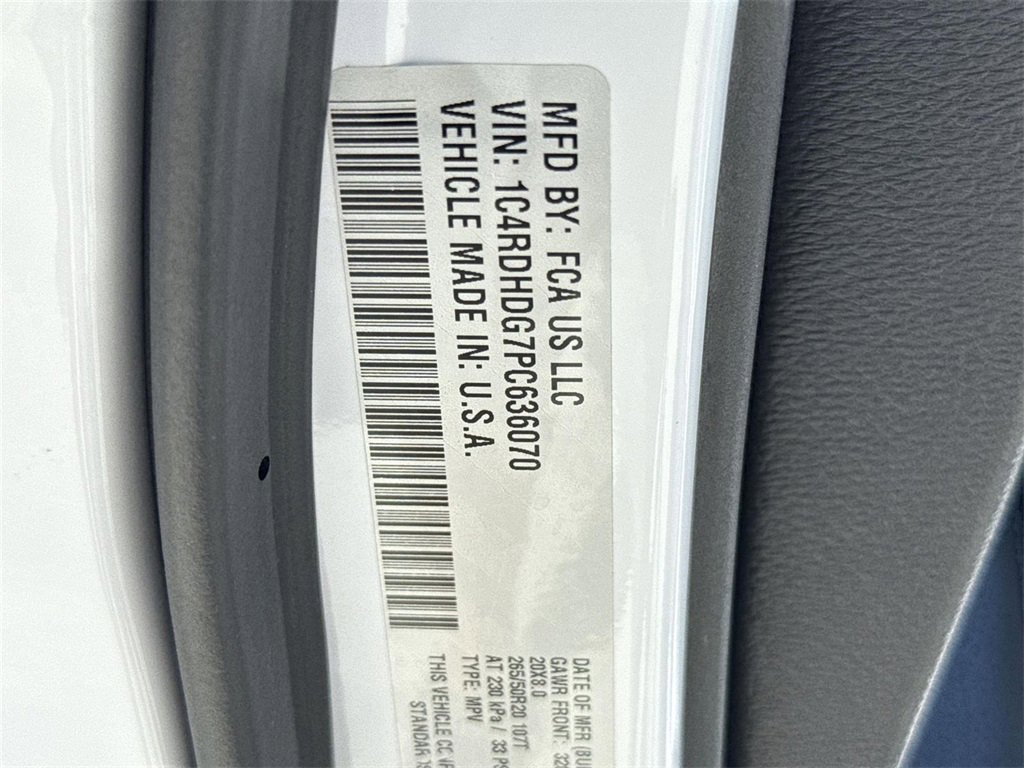 MFD BY: FCA US LLC
VIN: 1C4RDHDG7PC636070
VEHICLE MADE IN: U.S.A.
DATE OF MFR
GAWR FRONT:
20X8.0
265/50R20 107T
AT 230 kPa / 33
TYPE: MPV
THIS VEHICLE